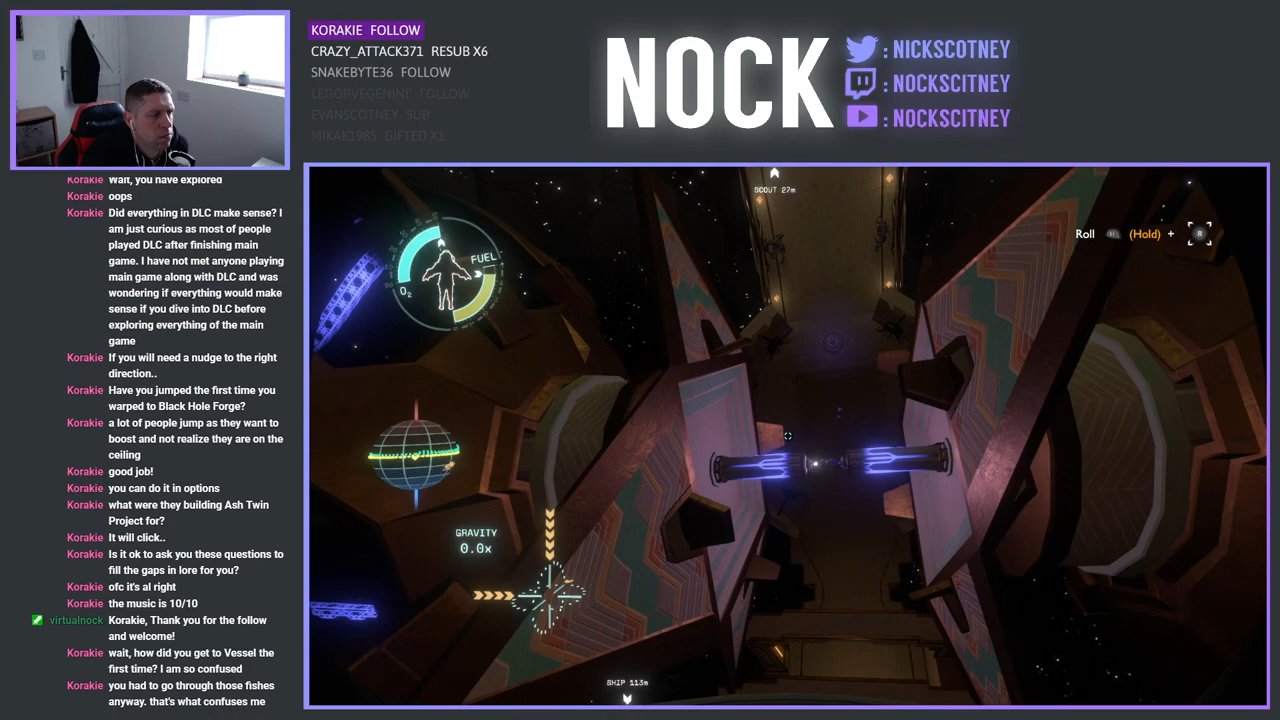 KORAKIE FOLLOW
CRAZY_ATTACK371 RESUB X6
SNAKEBYTE36 FOLLOW
LEGORVEGENINE FOLLOW
EVANSCOTNEY SUB
MIKAK1985 GIFTED X1
NOCK
: NICKSCOTNEY
: NOCKSCITNEY
: NOCKSCITNEY
Korakie Wait, you have explored
Korakie oops
Korakie Did everything in DLC make sense? I
am just curious as most of people
played DLC after finishing main
game. I have not met anyone playing
main game along with DLC and was
wondering if everything would make
sense if you dive into DLC before
exploring everything of the main
game
Korakie If you will need a nudge to the right
direction..
Korakie Have you jumped the first time you
warped to Black Hole Forge?
Korakie a lot of people jump as they want to
boost and not realize they are on the
ceiling
Korakie good job!
Korakie you can do it in options
Korakie what were they building Ash Twin
Project for?
Korakie It will click..
Korakie Is it ok to ask you these questions to
fill the gaps in lore for you?
Korakie ofc it's al right
Korakie the music is 10/10
virtualnock Korakie, Thank you for the follow
and welcome!
Korakie wait, how did you get to Vessel the
first time? I am so confused
Korakie you had to go through those fishes
anyway. that's what confuses me
SCOUT 27m
Roll (Hold) + R
FUEL
O2
GRAVITY
0.0x
SHIP 113m